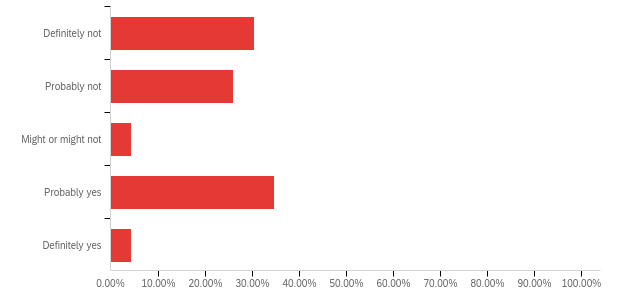 Definitely not
Probably not
Might or might not
Probably yes
Definitely yes
0.00% 10.00% 20.00% 30.00% 40.00% 50.00% 60.00% 70.00% 80.00% 90.00% 100.00%